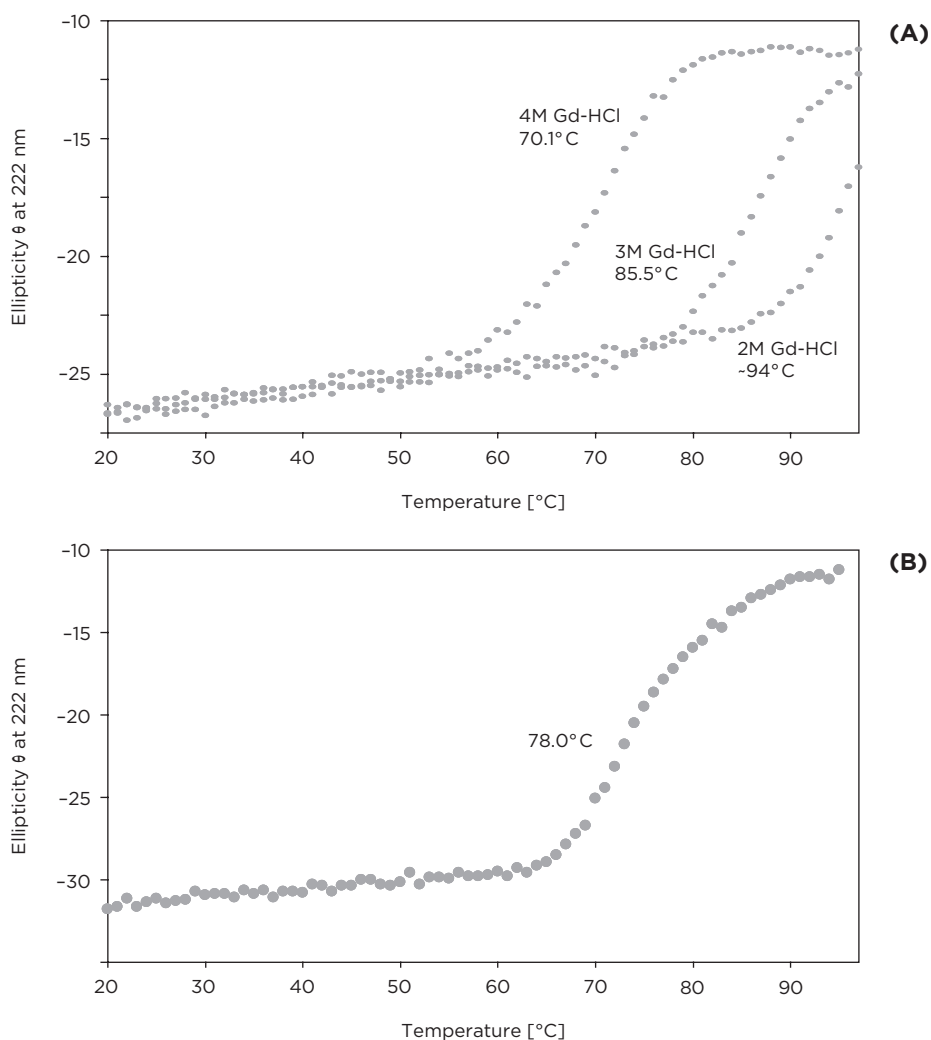 (A)
Ellipticity θ at 222 nm
−10
−15
−20
−25
4M Gd-HCl
70.1°C
3M Gd-HCl
85.5°C
2M Gd-HCl
~94°C
20 30 40 50 60 70 80 90
Temperature [°C]
(B)
Ellipticity θ at 222 nm
−10
−15
−20
−25
−30
78.0°C
20 30 40 50 60 70 80 90
Temperature [°C]